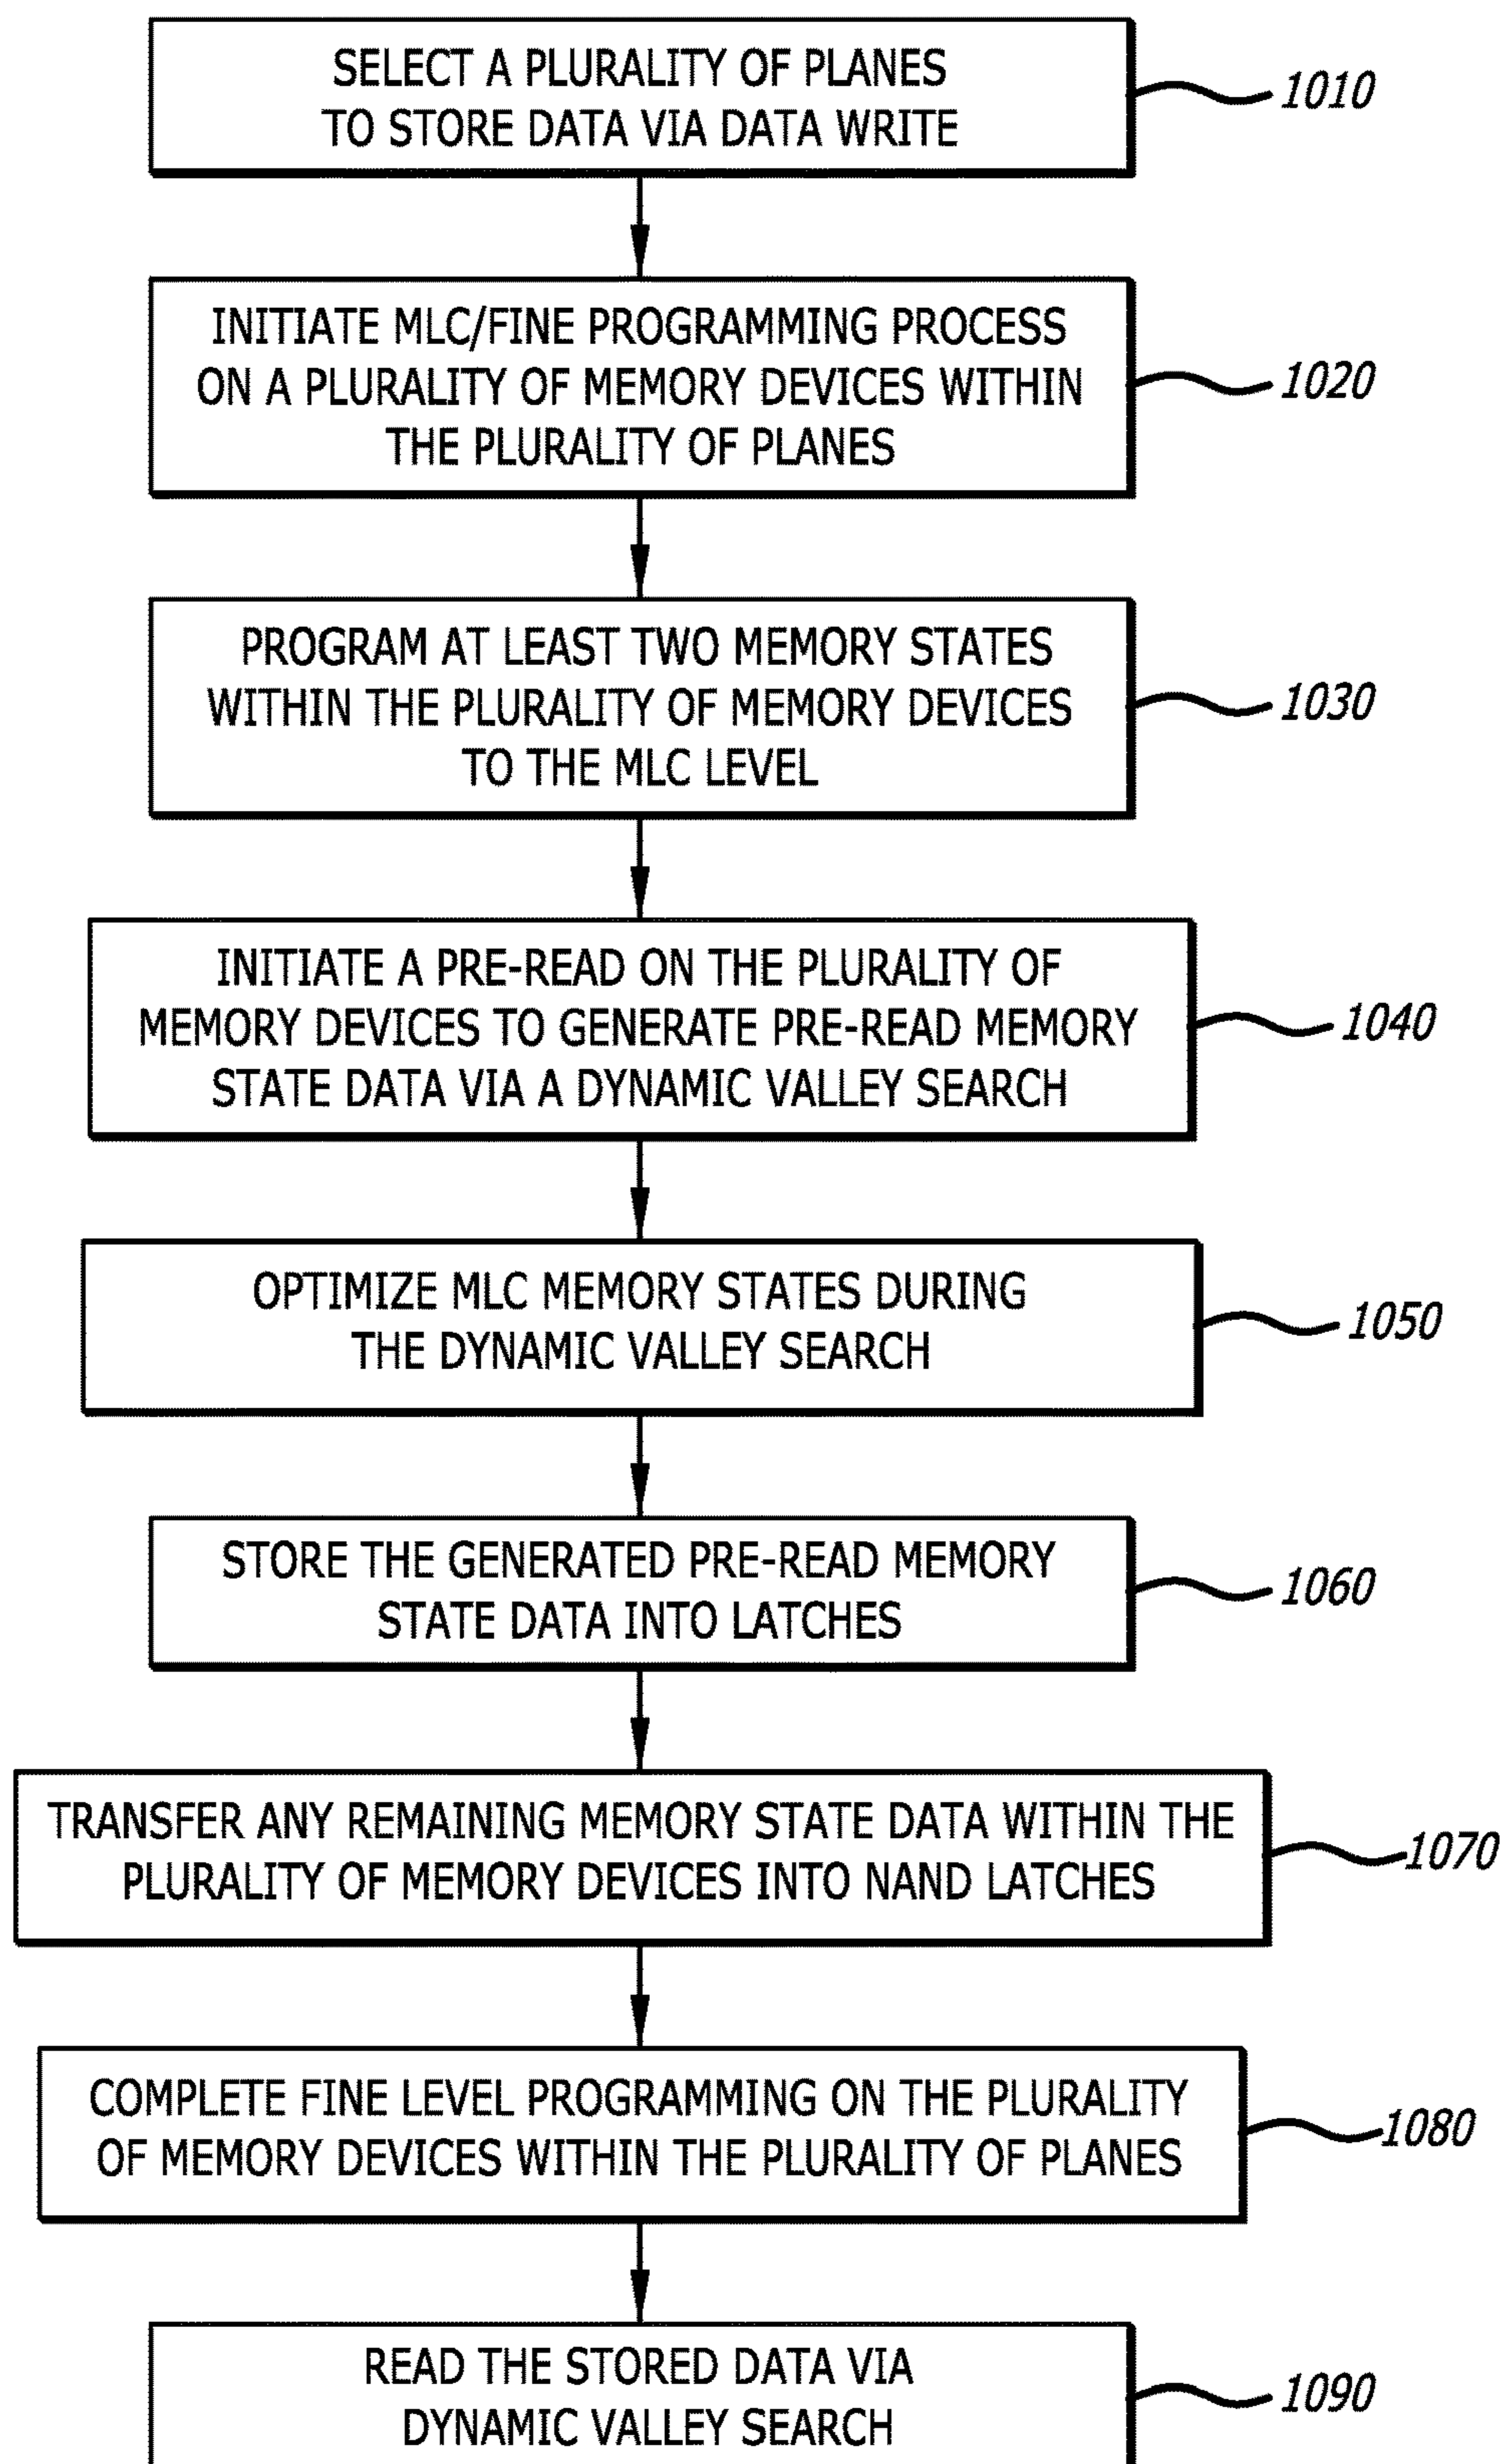 SELECT A PLURALITY OF PLANES
TO STORE DATA VIA DATA WRITE
1010
INITIATE MLC/FINE PROGRAMMING PROCESS
ON A PLURALITY OF MEMORY DEVICES WITHIN
THE PLURALITY OF PLANES
1020
PROGRAM AT LEAST TWO MEMORY STATES
WITHIN THE PLURALITY OF MEMORY DEVICES
TO THE MLC LEVEL
1030
INITIATE A PRE-READ ON THE PLURALITY OF
MEMORY DEVICES TO GENERATE PRE-READ MEMORY
STATE DATA VIA A DYNAMIC VALLEY SEARCH
1040
OPTIMIZE MLC MEMORY STATES DURING
THE DYNAMIC VALLEY SEARCH
1050
STORE THE GENERATED PRE-READ MEMORY
STATE DATA INTO LATCHES
1060
TRANSFER ANY REMAINING MEMORY STATE DATA WITHIN THE
PLURALITY OF MEMORY DEVICES INTO NAND LATCHES
1070
COMPLETE FINE LEVEL PROGRAMMING ON THE PLURALITY
OF MEMORY DEVICES WITHIN THE PLURALITY OF PLANES
1080
READ THE STORED DATA VIA
DYNAMIC VALLEY SEARCH
1090